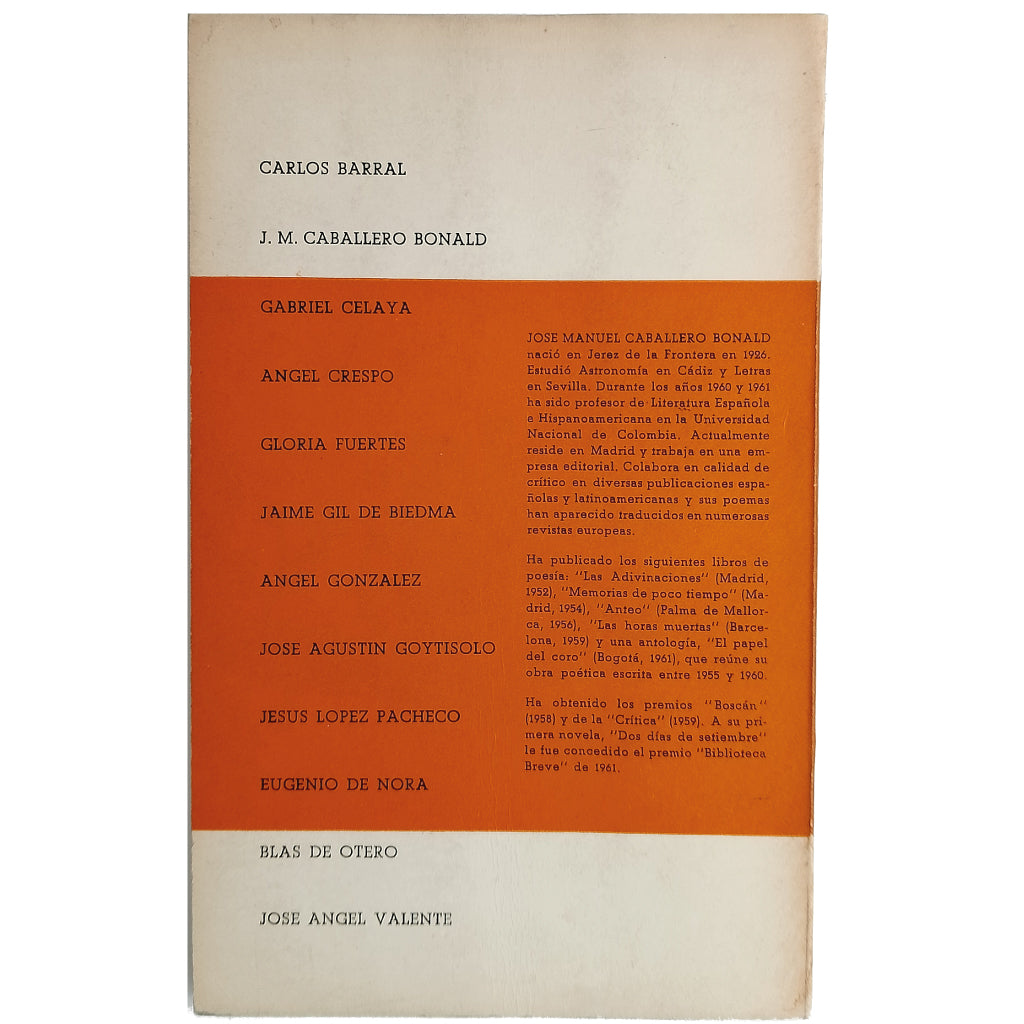 CARLOS BARRAL
J. M. CABALLERO BONALD
GABRIEL CELAYA
ANGEL CRESPO
GLORIA FUERTES
JAIME GIL DE BIEDMA
ANGEL GONZALEZ
JOSE AGUSTIN GOYTISOLO
JESUS LOPEZ PACHECO
EUGENIO DE NORA
BLAS DE OTERO
JOSE ANGEL VALENTE
JOSE MANUEL CABALLERO BONALD
nació en Jerez de la Frontera en 1926.
Estudió Astronomía en Cádiz y Letras
en Sevilla. Durante los años 1960 y 1961
ha sido profesor de Literatura Española
e Hispanoamericana en la Universidad
Nacional de Colombia. Actualmente
reside en Madrid y trabaja en una em-
presa editorial. Colabora en calidad de
crítico en diversas publicaciones espa-
ñolas y latinoamericanas y sus poemas
han aparecido traducidos en numerosas
revistas europeas.
Ha publicado los siguientes libros de
poesía: "Las Adivinaciones" (Madrid,
1952), "Memorias de poco tiempo" (Ma-
drid, 1954), "Anteo" (Palma de Mallor-
ca, 1956), "Las horas muertas" (Barce-
lona, 1959) y una antología, "El papel
del coro" (Bogotá, 1961), que reúne su
obra poética escrita entre 1955 y 1960.
Ha obtenido los premios "Boscán"
(1958) y de la "Crítica" (1959). A su pri-
mera novela, "Dos días de setiembre"
le fue concedido el premio "Biblioteca
Breve" de 1961.